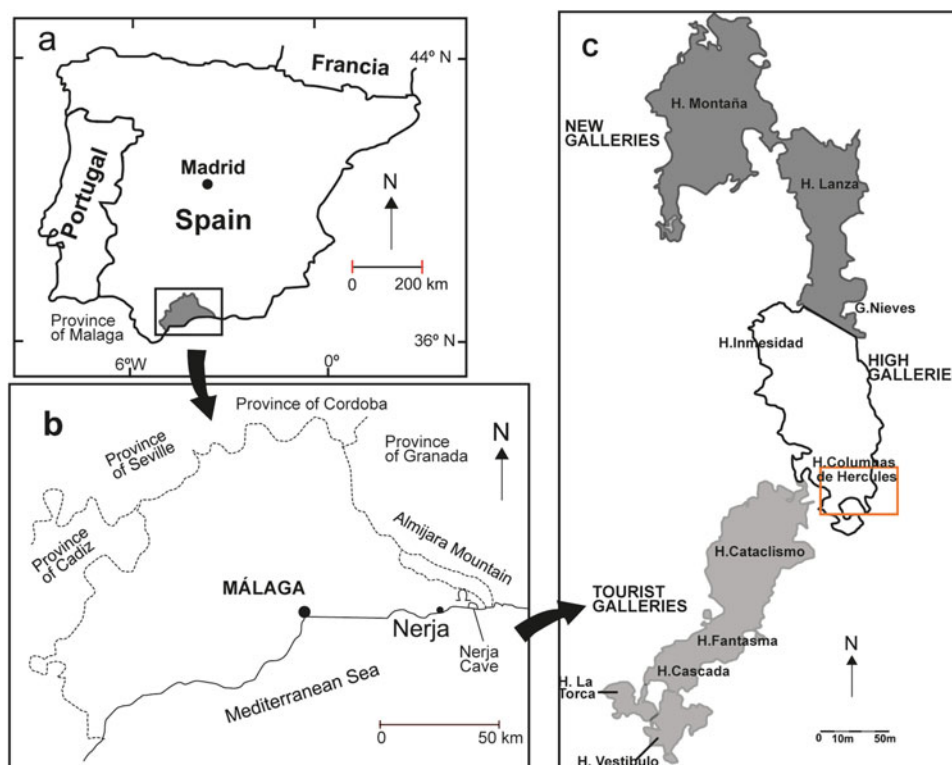 a
Francia
44º N
Portugal
Madrid
Spain
N
0
200 km
Province
of Malaga
36º N
6ºW
0º
b
Province of Cordoba
Province
of Seville
Province
of Granada
N
Province
of Cadiz
Almijara Mountain
MÁLAGA
Nerja
Nerja
Cave
Mediterranean Sea
0
50 km
c
H. Montaña
NEW
GALLERIES
H. Lanza
G.Nieves
H.Inmesidad
HIGH
GALLERIE
H.Columnas
de Hercules
H.Cataclismo
TOURIST
GALLERIES
H.Fantasma
N
H.Cascada
H. La
Torca
0 10m 50m
H. Vestibulo